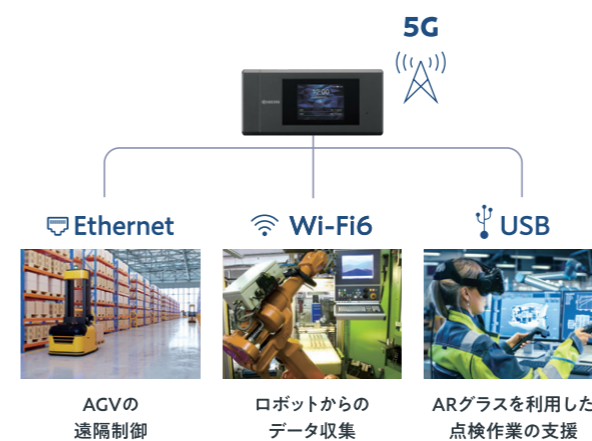 5G
Ethernet
Wi-Fi6
USB
AGVの
遠隔制御
ロボットからの
データ収集
ARグラスを利用した
点検作業の支援